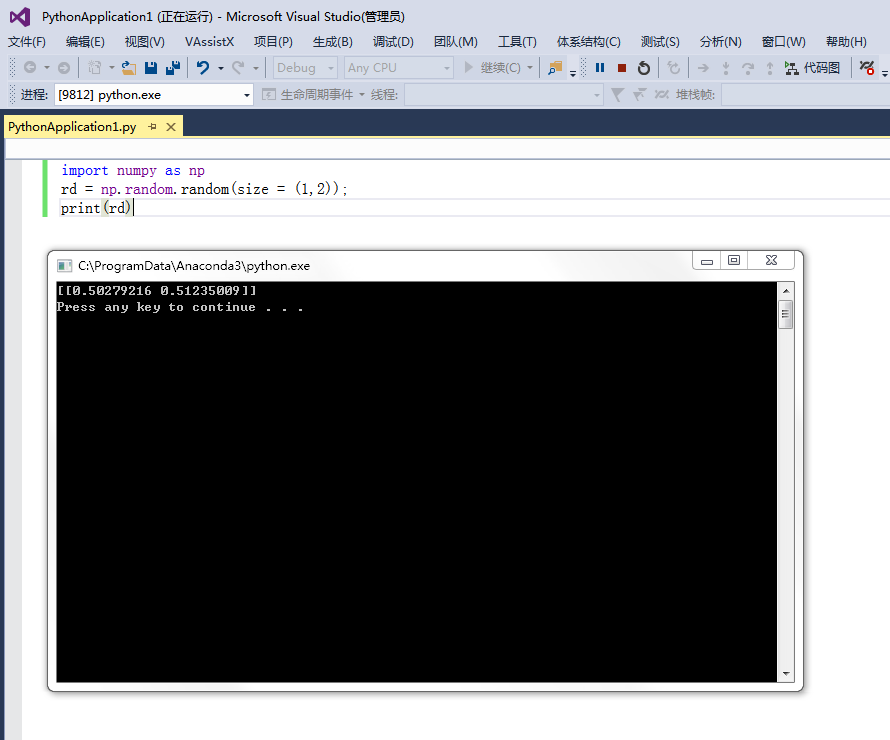 PythonApplication1 (正在运行) - Microsoft Visual Studio(管理员)
文件(F) 编辑(E) 视图(V) VAssistX 项目(P) 生成(B) 调试(D) 团队(M) 工具(T) 体系结构(C) 测试(S) 分析(N) 窗口(W) 帮助(H)
Debug Any CPU 继续(C) 代码图
进程: [9812] python.exe 生命周期事件 线程: 堆栈帧:
PythonApplication1.py
import numpy as np
rd = np.random.random(size = (1,2));
print(rd)
C:\ProgramData\Anaconda3\python.exe
[[0.50279216 0.51235009]]
Press any key to continue . . .